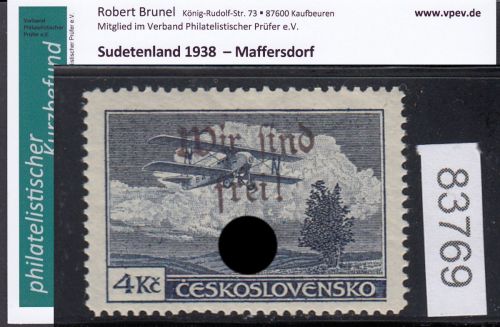 Robert Brunel König-Rudolf-Str. 73 ▪ 87600 Kaufbeuren
www.vpev.de
Mitglied im Verband Philatelistischer Prüfer e.V.
Sudetenland 1938 – Maffersdorf
Verband
Philatelistischer
Prüfer e.V.
philatelistischer
Kurzbefund
Wir sind
frei!
4Kč
ČESKOSLOVENSKO
83769